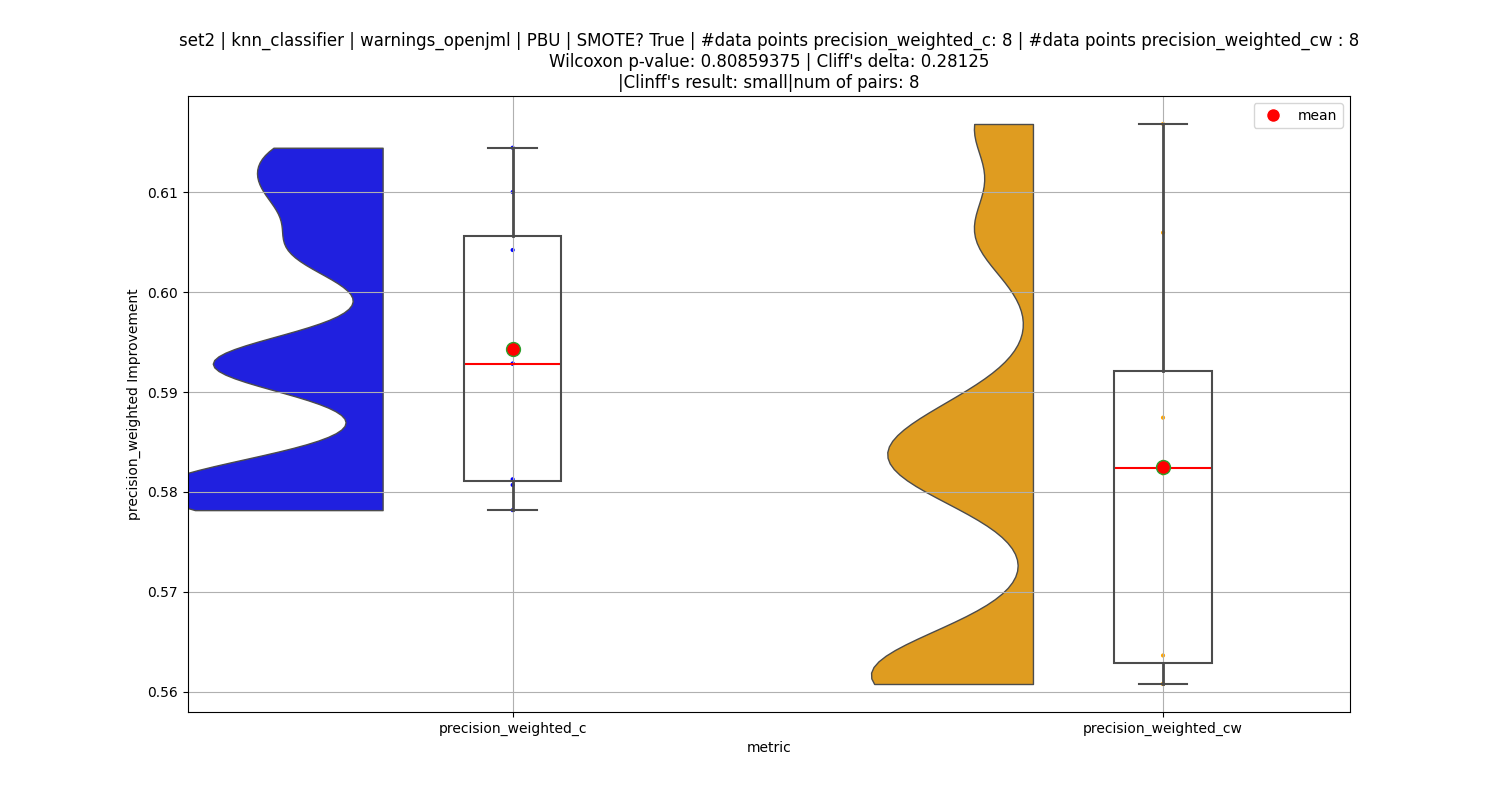 set2 | knn_classifier | warnings_openjml | PBU | SMOTE? True | #data points precision_weighted_c: 8 | #data points precision_weighted_cw : 8
Wilcoxon p-value: 0.80859375 | Cliff's delta: 0.28125
|Clinff's result: small|num of pairs: 8
mean
0.61
0.60
0.59
0.58
0.57
0.56
precision_weighted Improvement
precision_weighted_c
precision_weighted_cw
metric